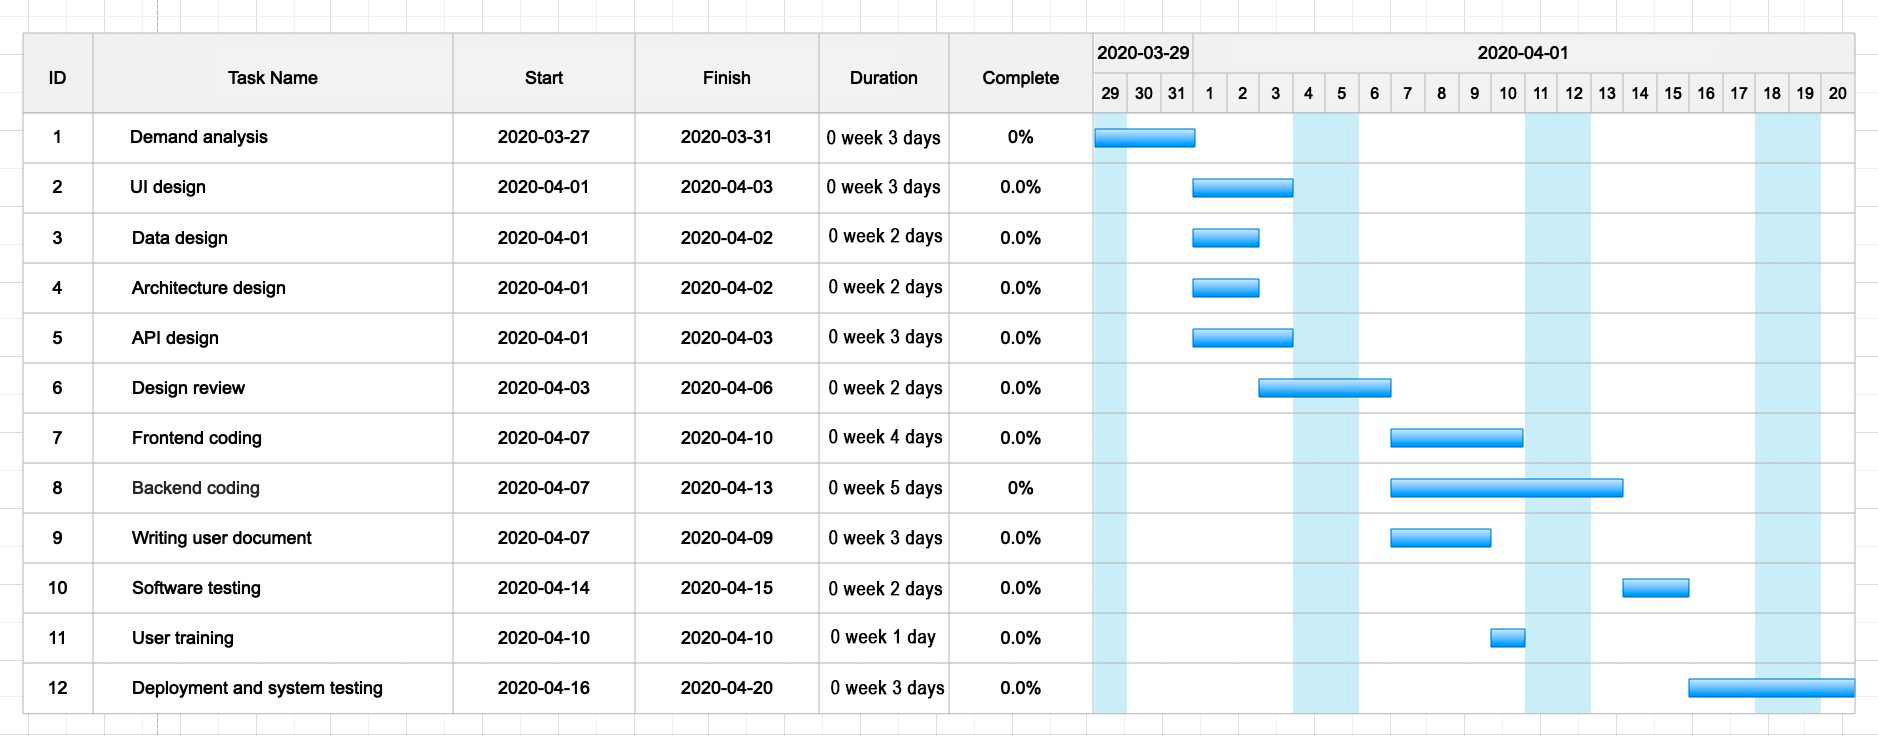 ID Task Name Start Finish Duration Complete 2020-03-29 2020-04-01
29 30 31 1 2 3 4 5 6 7 8 9 10 11 12 13 14 15 16 17 18 19 20
1 Demand analysis 2020-03-27 2020-03-31 0 week 3 days 0%
2 UI design 2020-04-01 2020-04-03 0 week 3 days 0.0%
3 Data design 2020-04-01 2020-04-02 0 week 2 days 0.0%
4 Architecture design 2020-04-01 2020-04-02 0 week 2 days 0.0%
5 API design 2020-04-01 2020-04-03 0 week 3 days 0.0%
6 Design review 2020-04-03 2020-04-06 0 week 2 days 0.0%
7 Frontend coding 2020-04-07 2020-04-10 0 week 4 days 0.0%
8 Backend coding 2020-04-07 2020-04-13 0 week 5 days 0%
9 Writing user document 2020-04-07 2020-04-09 0 week 3 days 0.0%
10 Software testing 2020-04-14 2020-04-15 0 week 2 days 0.0%
11 User training 2020-04-10 2020-04-10 0 week 1 day 0.0%
12 Deployment and system testing 2020-04-16 2020-04-20 0 week 3 days 0.0%